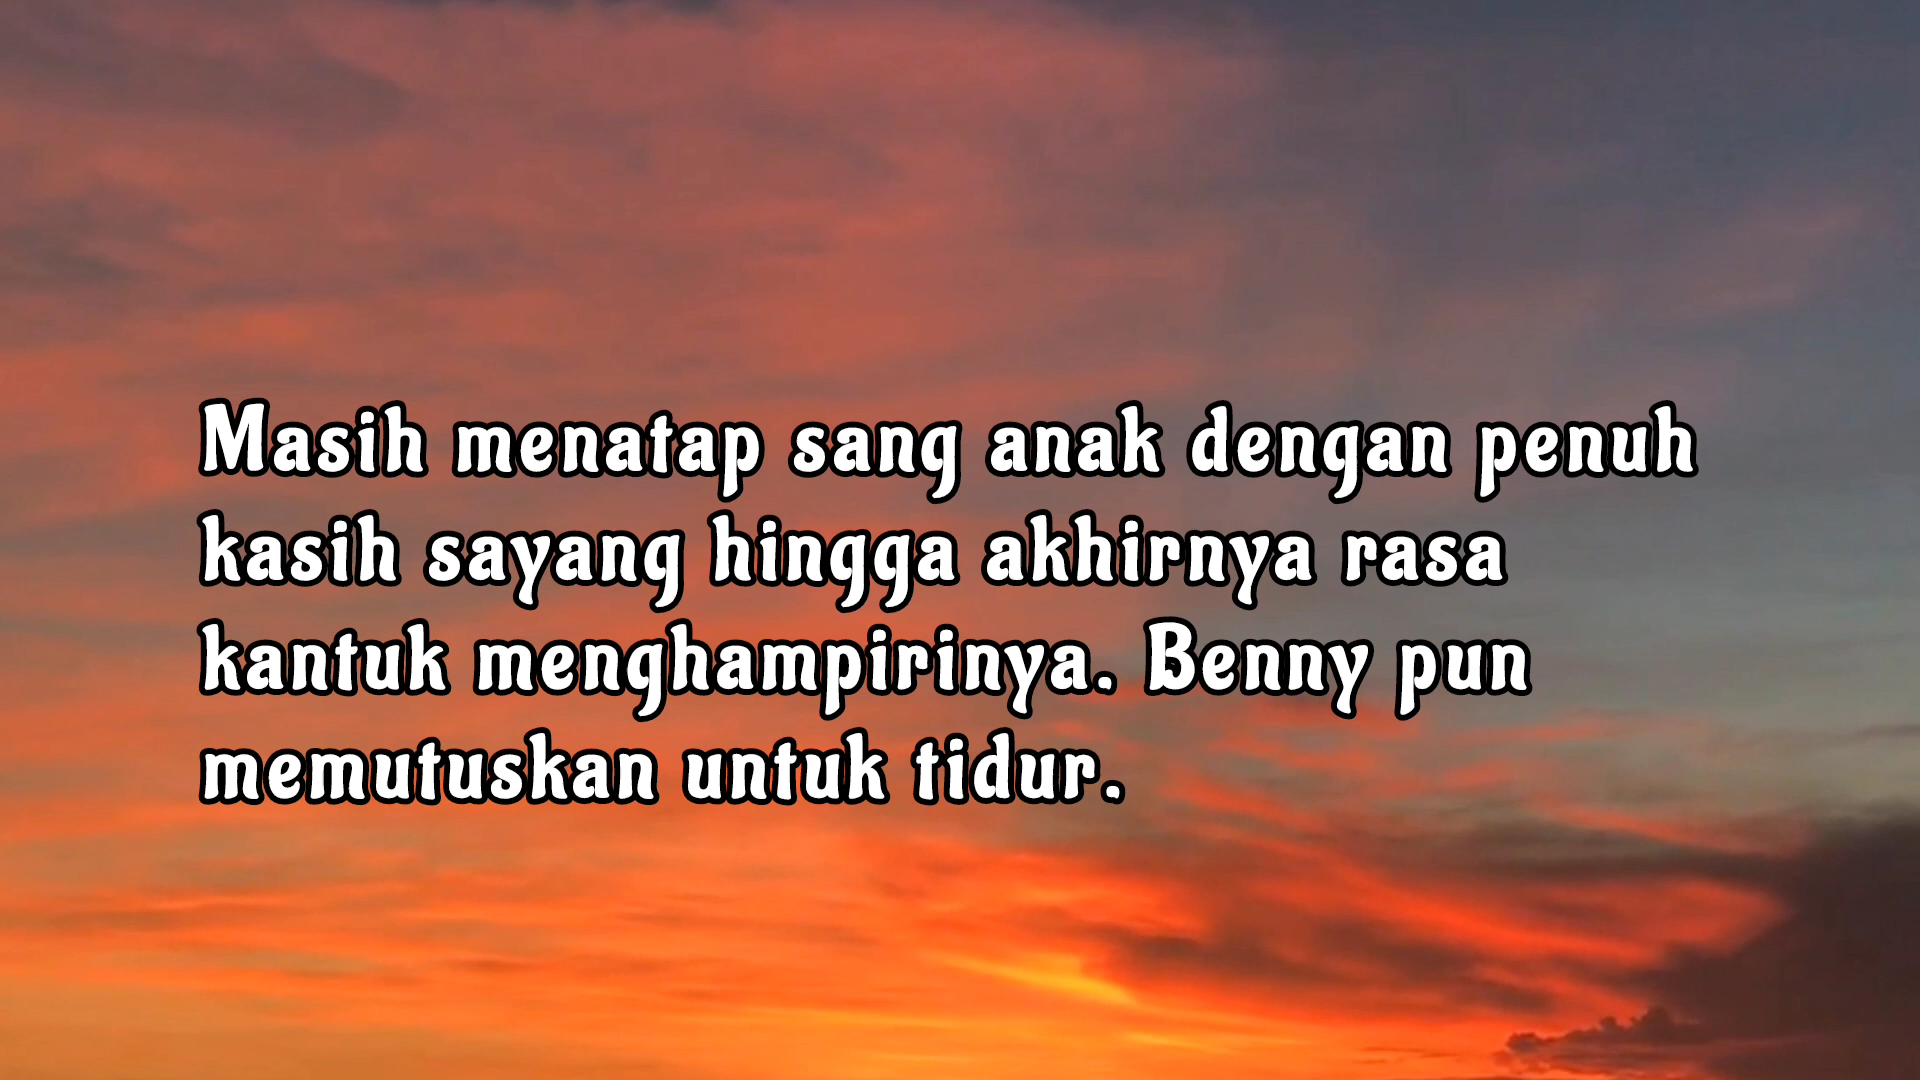 Masih menatap sang anak dengan penuh
kasih sayang hingga akhirnya rasa
kantuk menghampirinya. Benny pun
memutuskan untuk tidur.